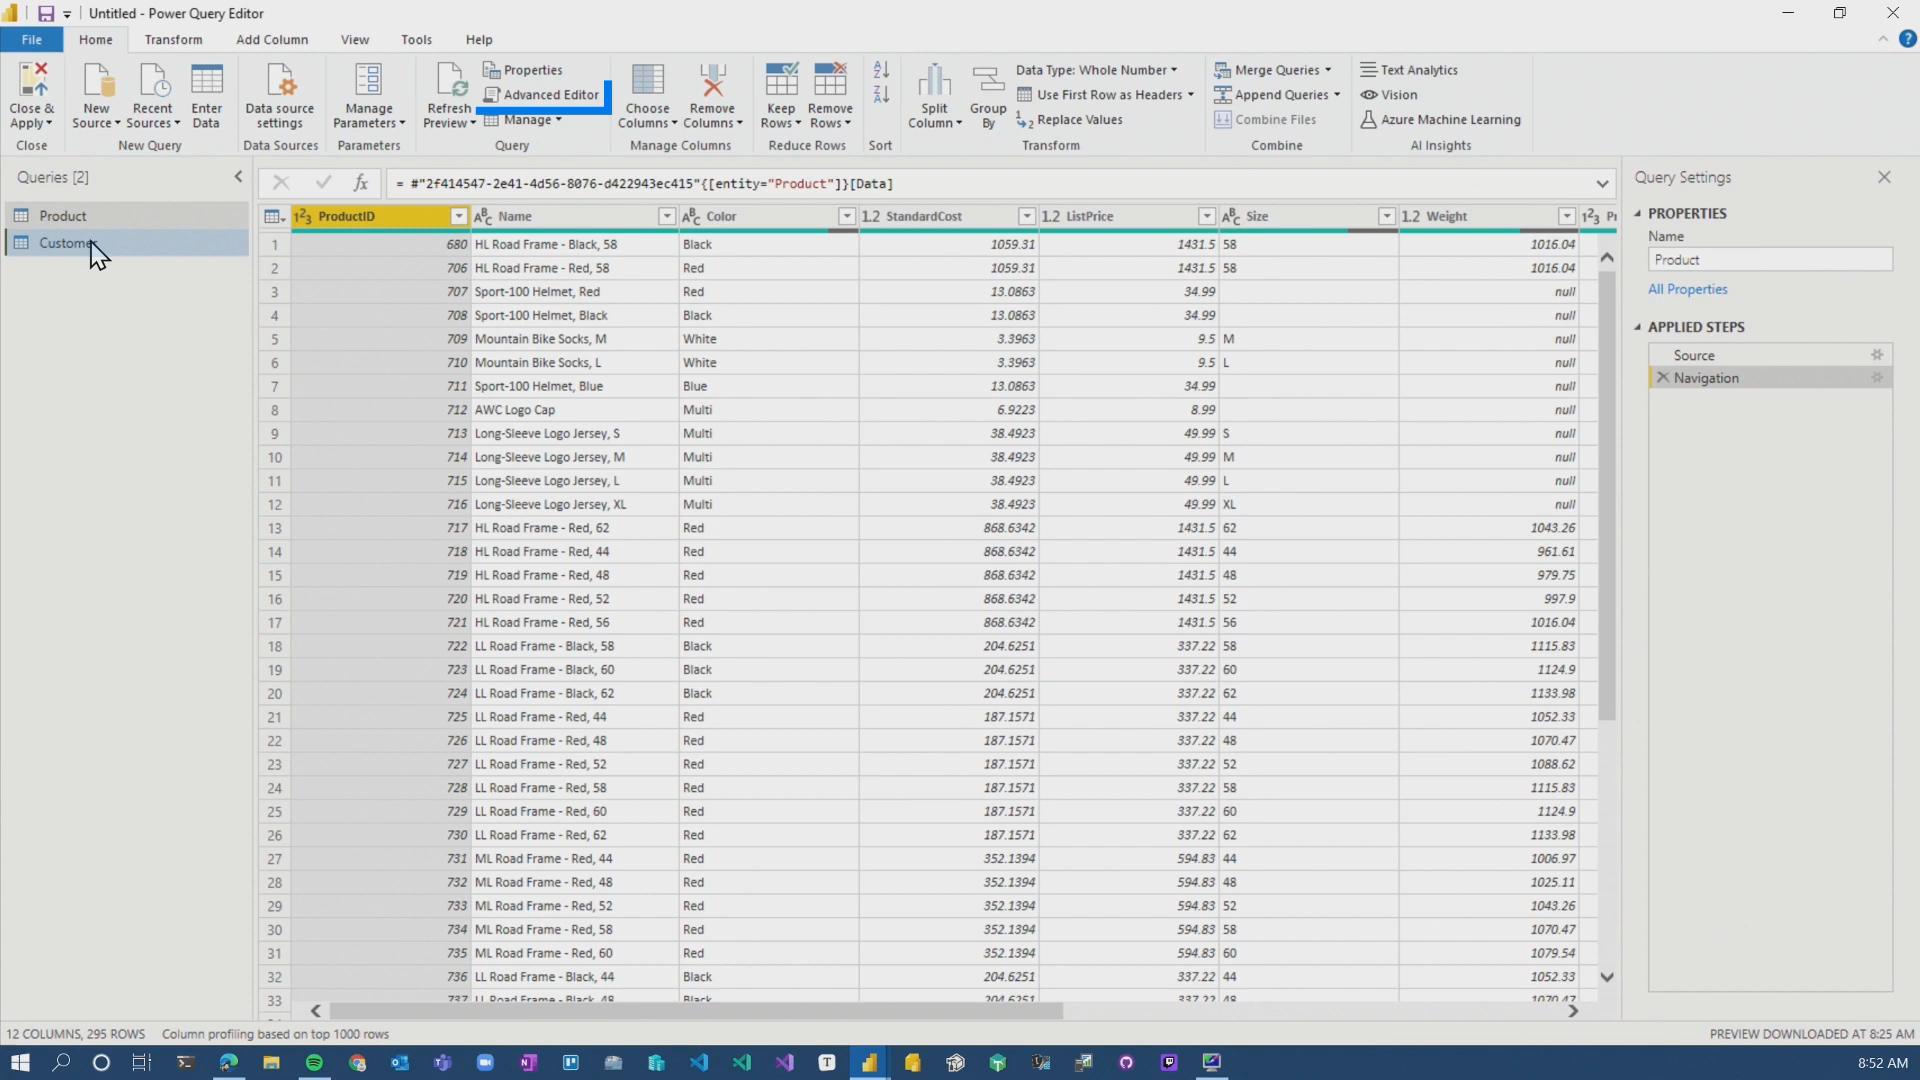 Untitled - Power Query Editor
File Home Transform Add Column View Tools Help
Close & Apply
Close
New Source
Recent Sources
Enter Data
New Query
Data source settings
Data Sources
Manage Parameters
Parameters
Refresh Preview
Properties
Advanced Editor
Manage
Query
Choose Columns
Remove Columns
Manage Columns
Keep Rows
Remove Rows
Reduce Rows
Sort
Split Column
Group By
Data Type: Whole Number
Use First Row as Headers
Replace Values
Transform
Merge Queries
Append Queries
Combine Files
Combine
Text Analytics
Vision
Azure Machine Learning
AI Insights
Queries [2]
Product
Customer
= #"2f414547-2e41-4d56-8076-d422943ec415"{[entity="Product"]}[Data]
ProductID Name Color 1.2 StandardCost 1.2 ListPrice Size 1.2 Weight
1 680 HL Road Frame - Black, 58 Black 1059.31 1431.5 58 1016.04
2 706 HL Road Frame - Red, 58 Red 1059.31 1431.5 58 1016.04
3 707 Sport-100 Helmet, Red Red 13.0863 34.99 null
4 708 Sport-100 Helmet, Black Black 13.0863 34.99 null
5 709 Mountain Bike Socks, M White 3.3963 9.5 M null
6 710 Mountain Bike Socks, L White 3.3963 9.5 L null
7 711 Sport-100 Helmet, Blue Blue 13.0863 34.99 null
8 712 AWC Logo Cap Multi 6.9223 8.99 null
9 713 Long-Sleeve Logo Jersey, S Multi 38.4923 49.99 S null
10 714 Long-Sleeve Logo Jersey, M Multi 38.4923 49.99 M null
11 715 Long-Sleeve Logo Jersey, L Multi 38.4923 49.99 L null
12 716 Long-Sleeve Logo Jersey, XL Multi 38.4923 49.99 XL null
13 717 HL Road Frame - Red, 62 Red 868.6342 1431.5 62 1043.26
14 718 HL Road Frame - Red, 44 Red 868.6342 1431.5 44 961.61
15 719 HL Road Frame - Red, 48 Red 868.6342 1431.5 48 979.75
16 720 HL Road Frame - Red, 52 Red 868.6342 1431.5 52 997.9
17 721 HL Road Frame - Red, 56 Red 868.6342 1431.5 56 1016.04
18 722 LL Road Frame - Black, 58 Black 204.6251 337.22 58 1115.83
19 723 LL Road Frame - Black, 60 Black 204.6251 337.22 60 1124.9
20 724 LL Road Frame - Black, 62 Black 204.6251 337.22 62 1133.98
21 725 LL Road Frame - Red, 44 Red 187.1571 337.22 44 1052.33
22 726 LL Road Frame - Red, 48 Red 187.1571 337.22 48 1070.47
23 727 LL Road Frame - Red, 52 Red 187.1571 337.22 52 1088.62
24 728 LL Road Frame - Red, 58 Red 187.1571 337.22 58 1115.83
25 729 LL Road Frame - Red, 60 Red 187.1571 337.22 60 1124.9
26 730 LL Road Frame - Red, 62 Red 187.1571 337.22 62 1133.98
27 731 ML Road Frame - Red, 44 Red 352.1394 594.83 44 1006.97
28 732 ML Road Frame - Red, 48 Red 352.1394 594.83 48 1025.11
29 733 ML Road Frame - Red, 52 Red 352.1394 594.83 52 1043.26
30 734 ML Road Frame - Red, 58 Red 352.1394 594.83 58 1070.47
31 735 ML Road Frame - Red, 60 Red 352.1394 594.83 60 1079.54
32 736 LL Road Frame - Black, 44 Black 204.6251 337.22 44 1052.33
33 737 LL Road Frame - Black, 48 Black 204.6251 337.22 48 1070.47
Query Settings
PROPERTIES
Name
Product
All Properties
APPLIED STEPS
Source
Navigation
12 COLUMNS, 295 ROWS Column profiling based on top 1000 rows
PREVIEW DOWNLOADED AT 8:25 AM
8:52 AM